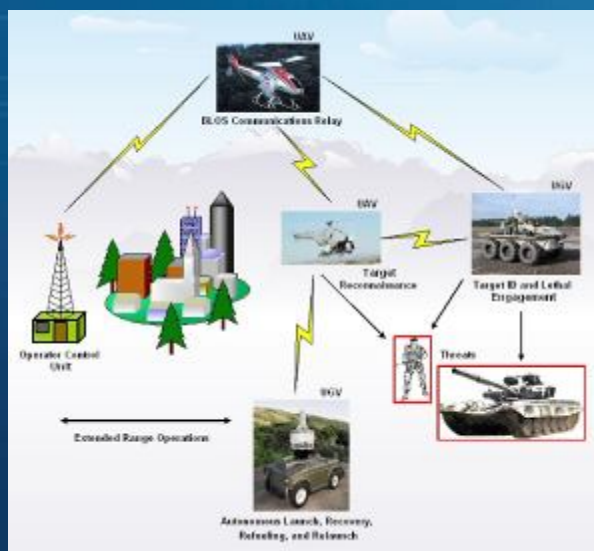 UAV
BLOS Communications Relay
UGV
UAV
Target
Reconnaissance
Target ID and Lethal
Engagement
Operator Control
Unit
Threats
UGV
Extended Range Operations
Autonomous Launch, Recovery,
Refueling, and Relaunch